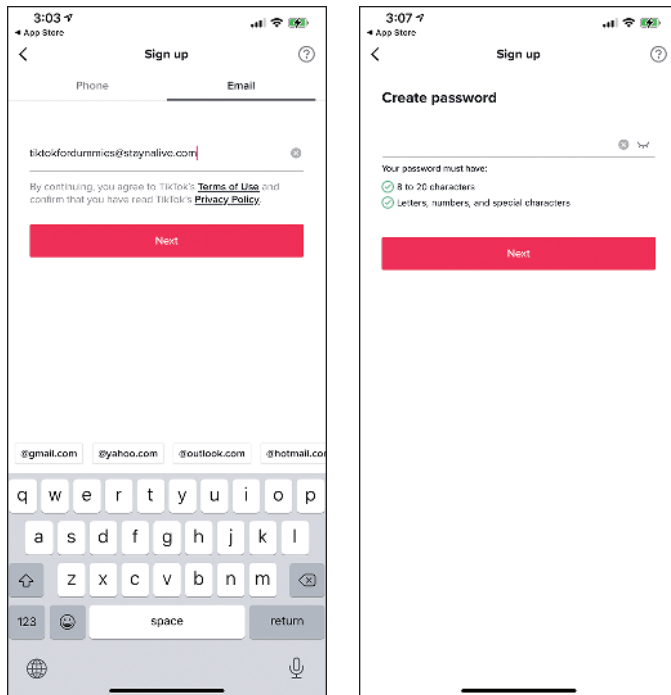 3:03
App Store
Sign up
Phone
Email
tiktokfordummies@staynalive.com
By continuing, you agree to TikTok's Terms of Use and
confirm that you have read TikTok's Privacy Policy.
Next
@gmail.com @yahoo.com @outlook.com @hotmail.co
q w e r t y u i o p
a s d f g h j k l
z x c v b n m
123 space return
3:07
App Store
Sign up
Create password
Your password must have:
8 to 20 characters
Letters, numbers, and special characters
Next